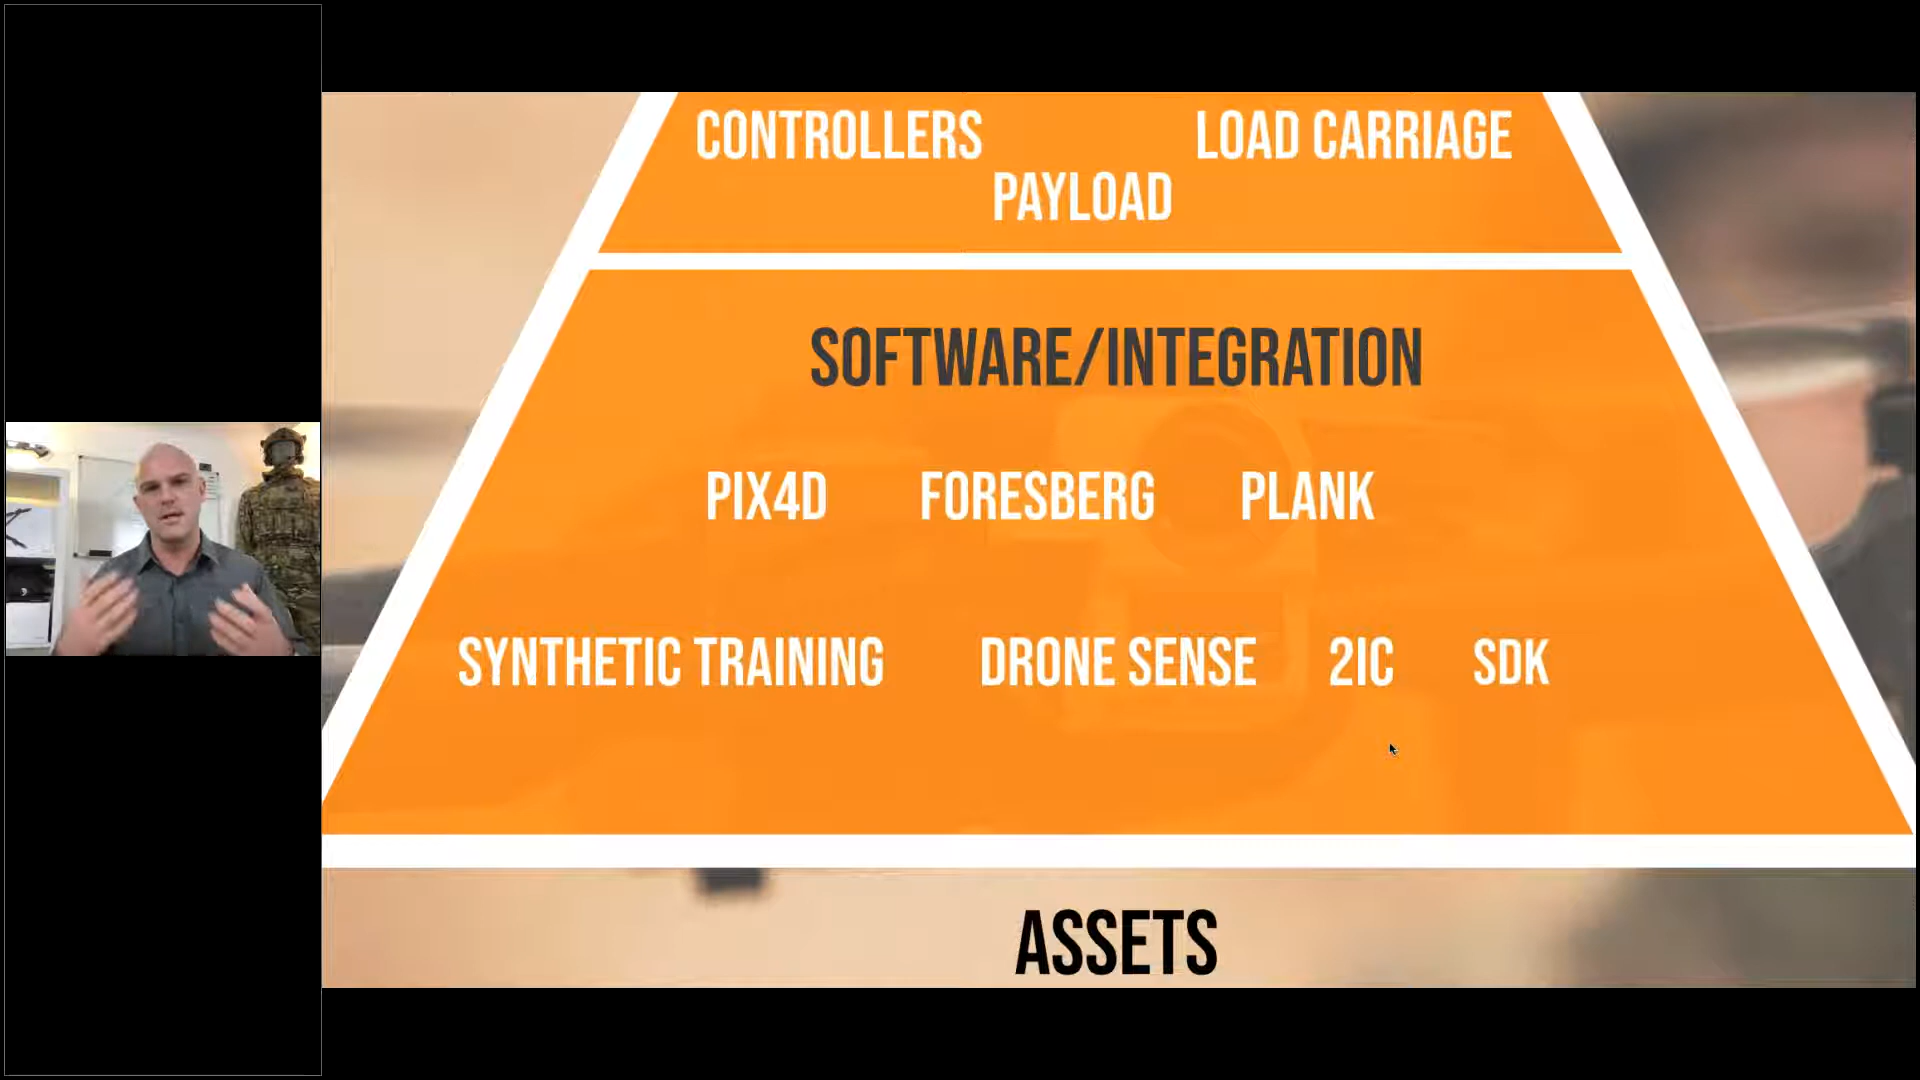 CONTROLLERS LOAD CARRIAGE
PAYLOAD
SOFTWARE/INTEGRATION
PIX4D FORESBERG PLANK
SYNTHETIC TRAINING DRONE SENSE 2IC SDK
ASSETS